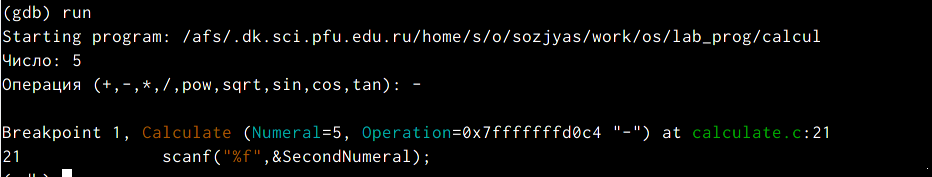 (gdb) run
Starting program: /afs/.dk.sci.pfu.edu.ru/home/s/o/sozjyas/work/os/lab_prog/calcul
Число: 5
Операция (+,-,*,/,pow,sqrt,sin,cos,tan): -
Breakpoint 1, Calculate (Numeral=5, Operation=0x7fffffffd0c4 "-") at calculate.c:21
21 scanf("%f",&SecondNumeral);
(gdb)